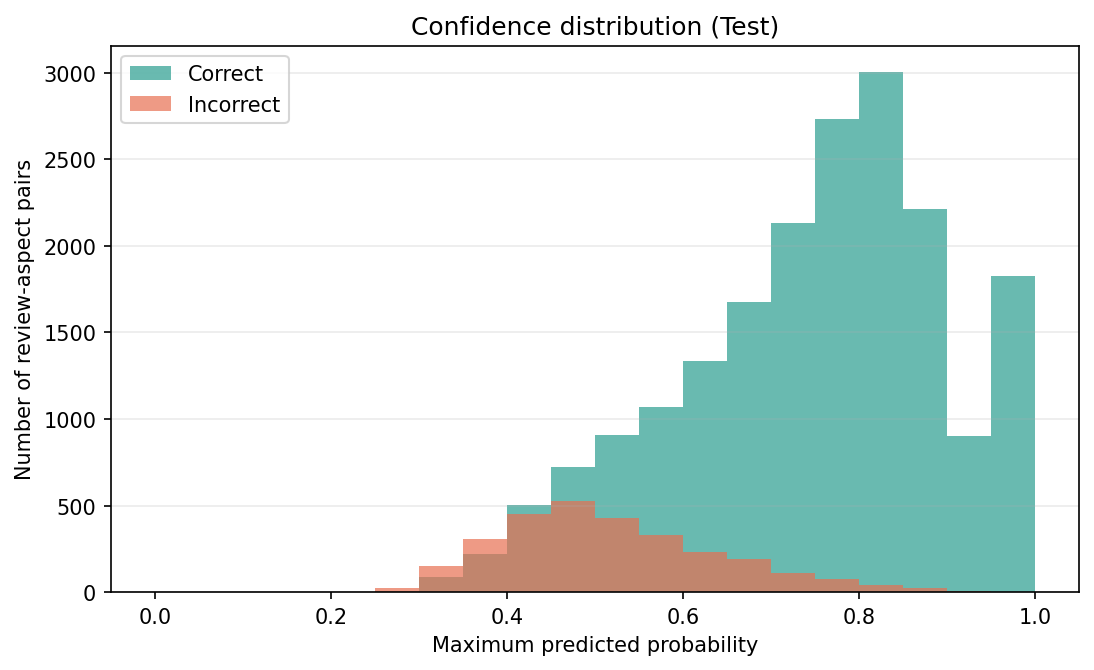 Confidence distribution (Test)
Correct
Incorrect
Number of review-aspect pairs
3000
2500
2000
1500
1000
500
0
0.0 0.2 0.4 0.6 0.8 1.0
Maximum predicted probability